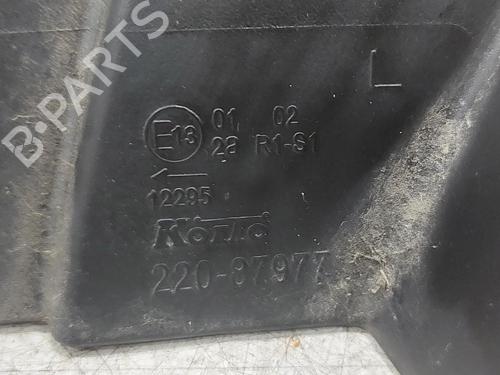 L
E13 01 02
28 R1-S1
12295
Koito
220-87977
B-PARTS